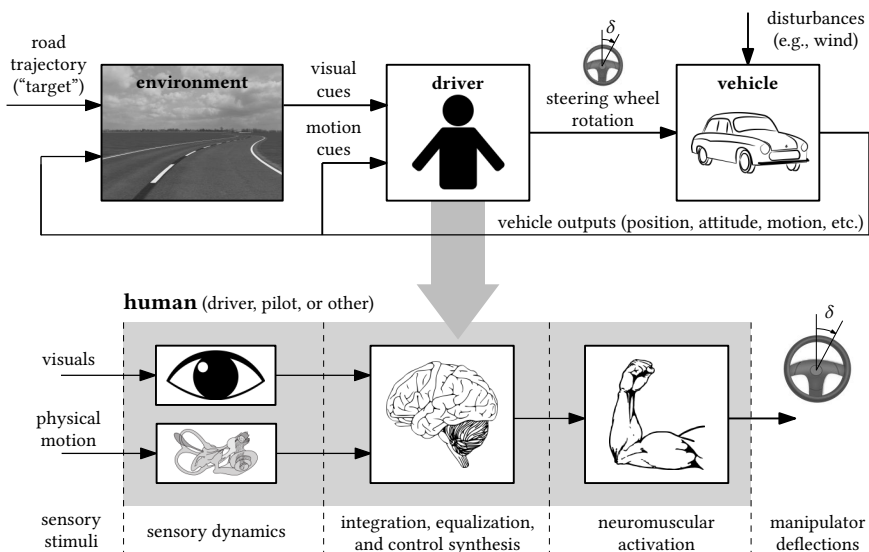 road
trajectory
(“target”)
environment
visual
cues
motion
cues
driver
δ
steering wheel
rotation
disturbances
(e.g., wind)
vehicle
vehicle outputs (position, attitude, motion, etc.)
human (driver, pilot, or other)
δ
visuals
physical
motion
sensory
stimuli
sensory dynamics
integration, equalization,
and control synthesis
neuromuscular
activation
manipulator
deflections